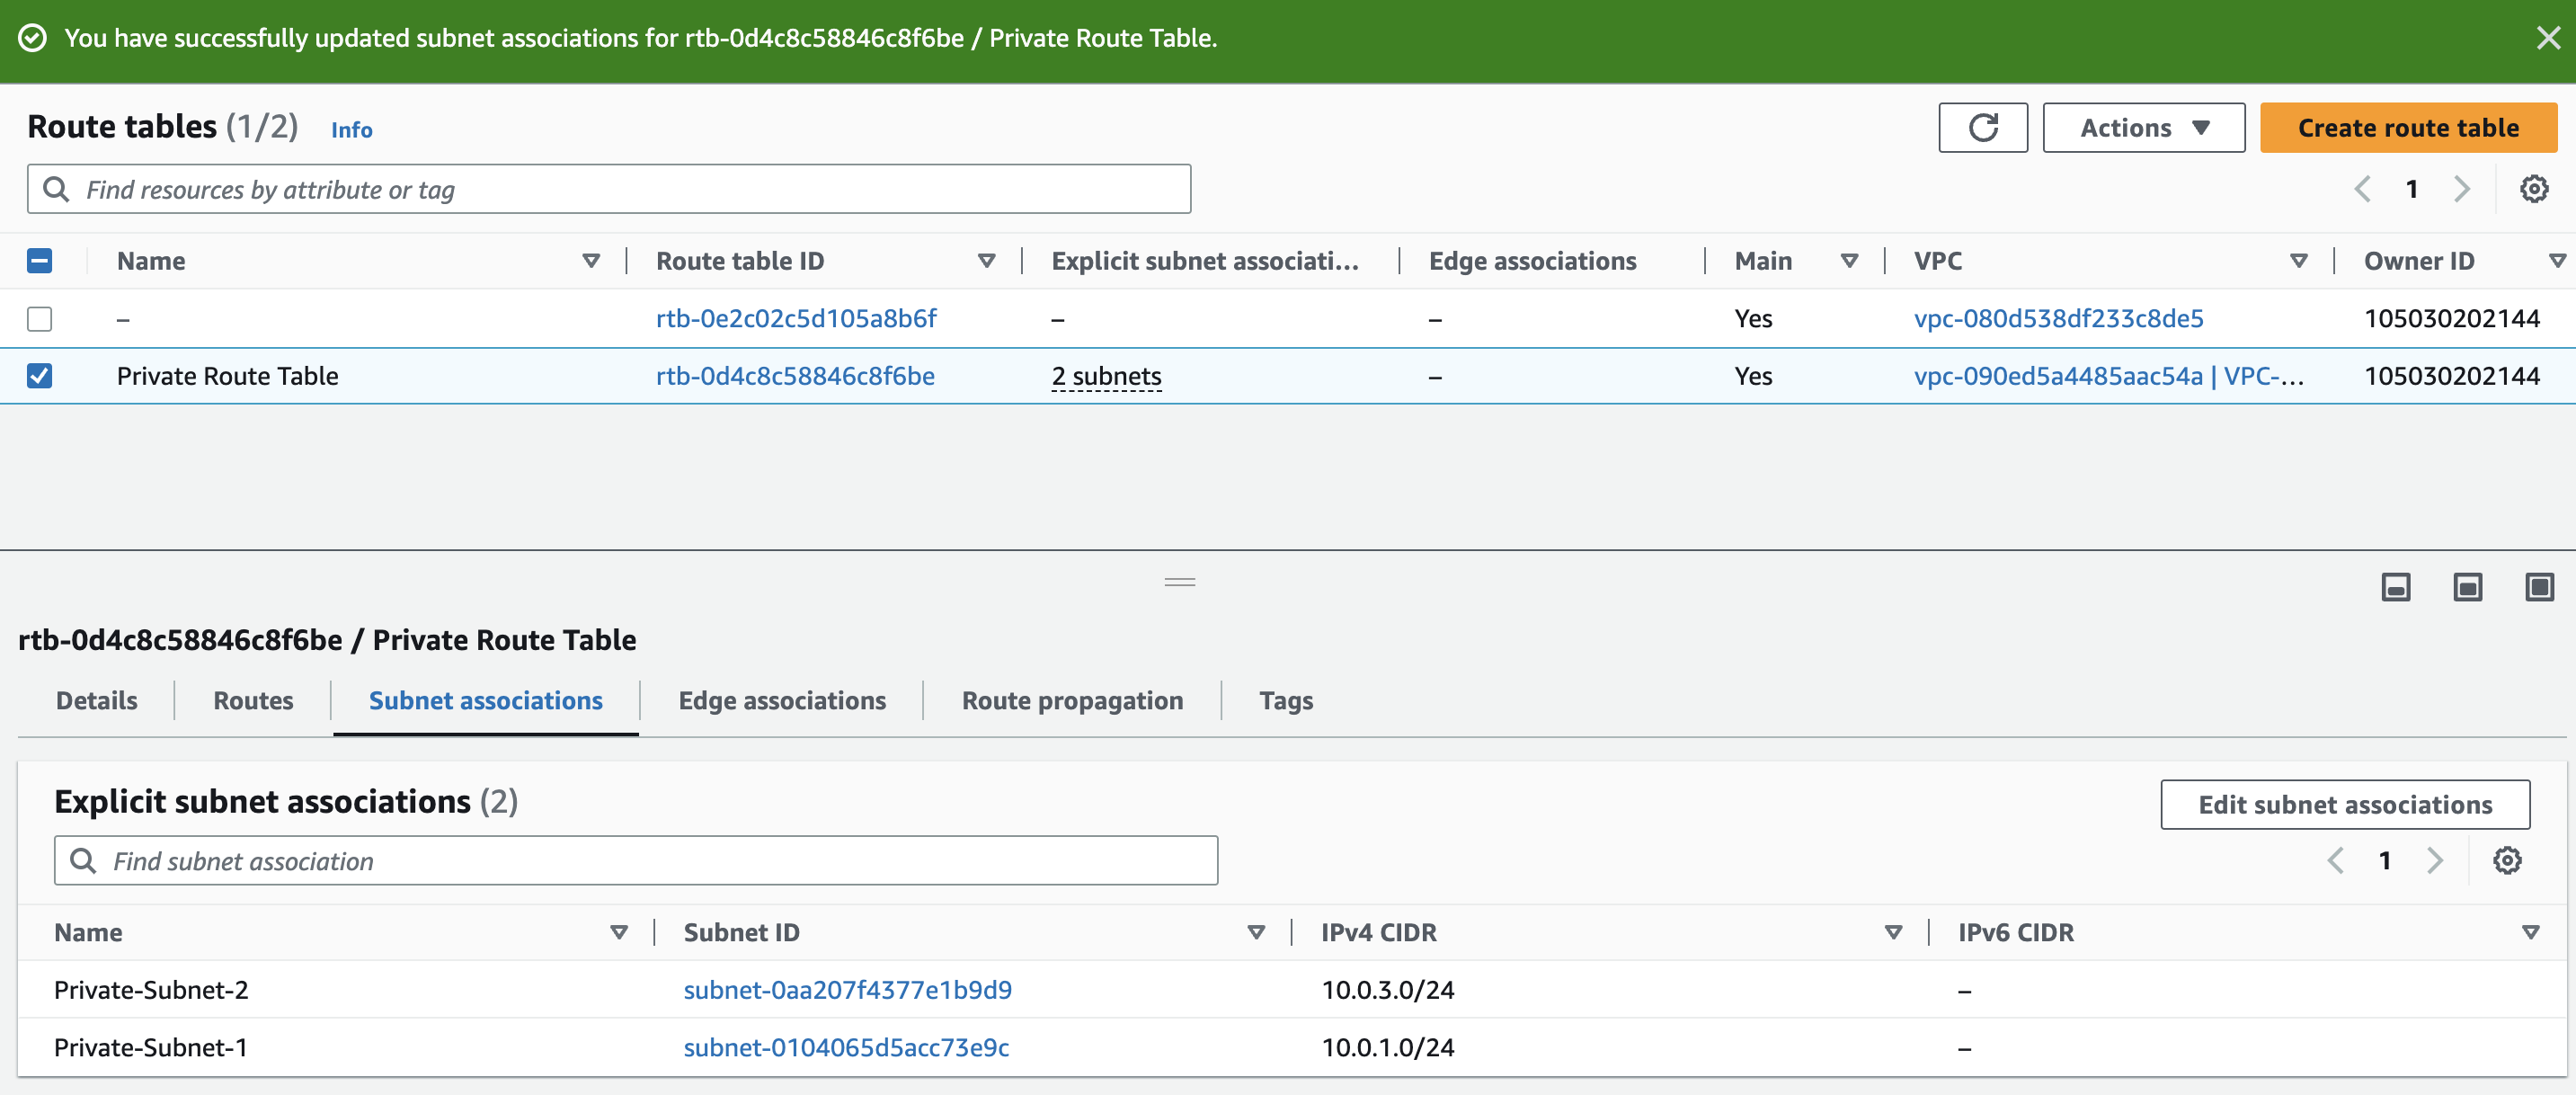 You have successfully updated subnet associations for rtb-0d4c8c58846c8f6be / Private Route Table.
Route tables (1/2) Info
Actions
Create route table
Find resources by attribute or tag
1
Name Route table ID Explicit subnet associati... Edge associations Main VPC Owner ID
– rtb-0e2c02c5d105a8b6f – – Yes vpc-080d538df233c8de5 105030202144
Private Route Table rtb-0d4c8c58846c8f6be 2 subnets – Yes vpc-090ed5a4485aac54a | VPC-... 105030202144
rtb-0d4c8c58846c8f6be / Private Route Table
Details Routes Subnet associations Edge associations Route propagation Tags
Explicit subnet associations (2)
Edit subnet associations
Find subnet association
1
Name Subnet ID IPv4 CIDR IPv6 CIDR
Private-Subnet-2 subnet-0aa207f4377e1b9d9 10.0.3.0/24 –
Private-Subnet-1 subnet-0104065d5acc73e9c 10.0.1.0/24 –